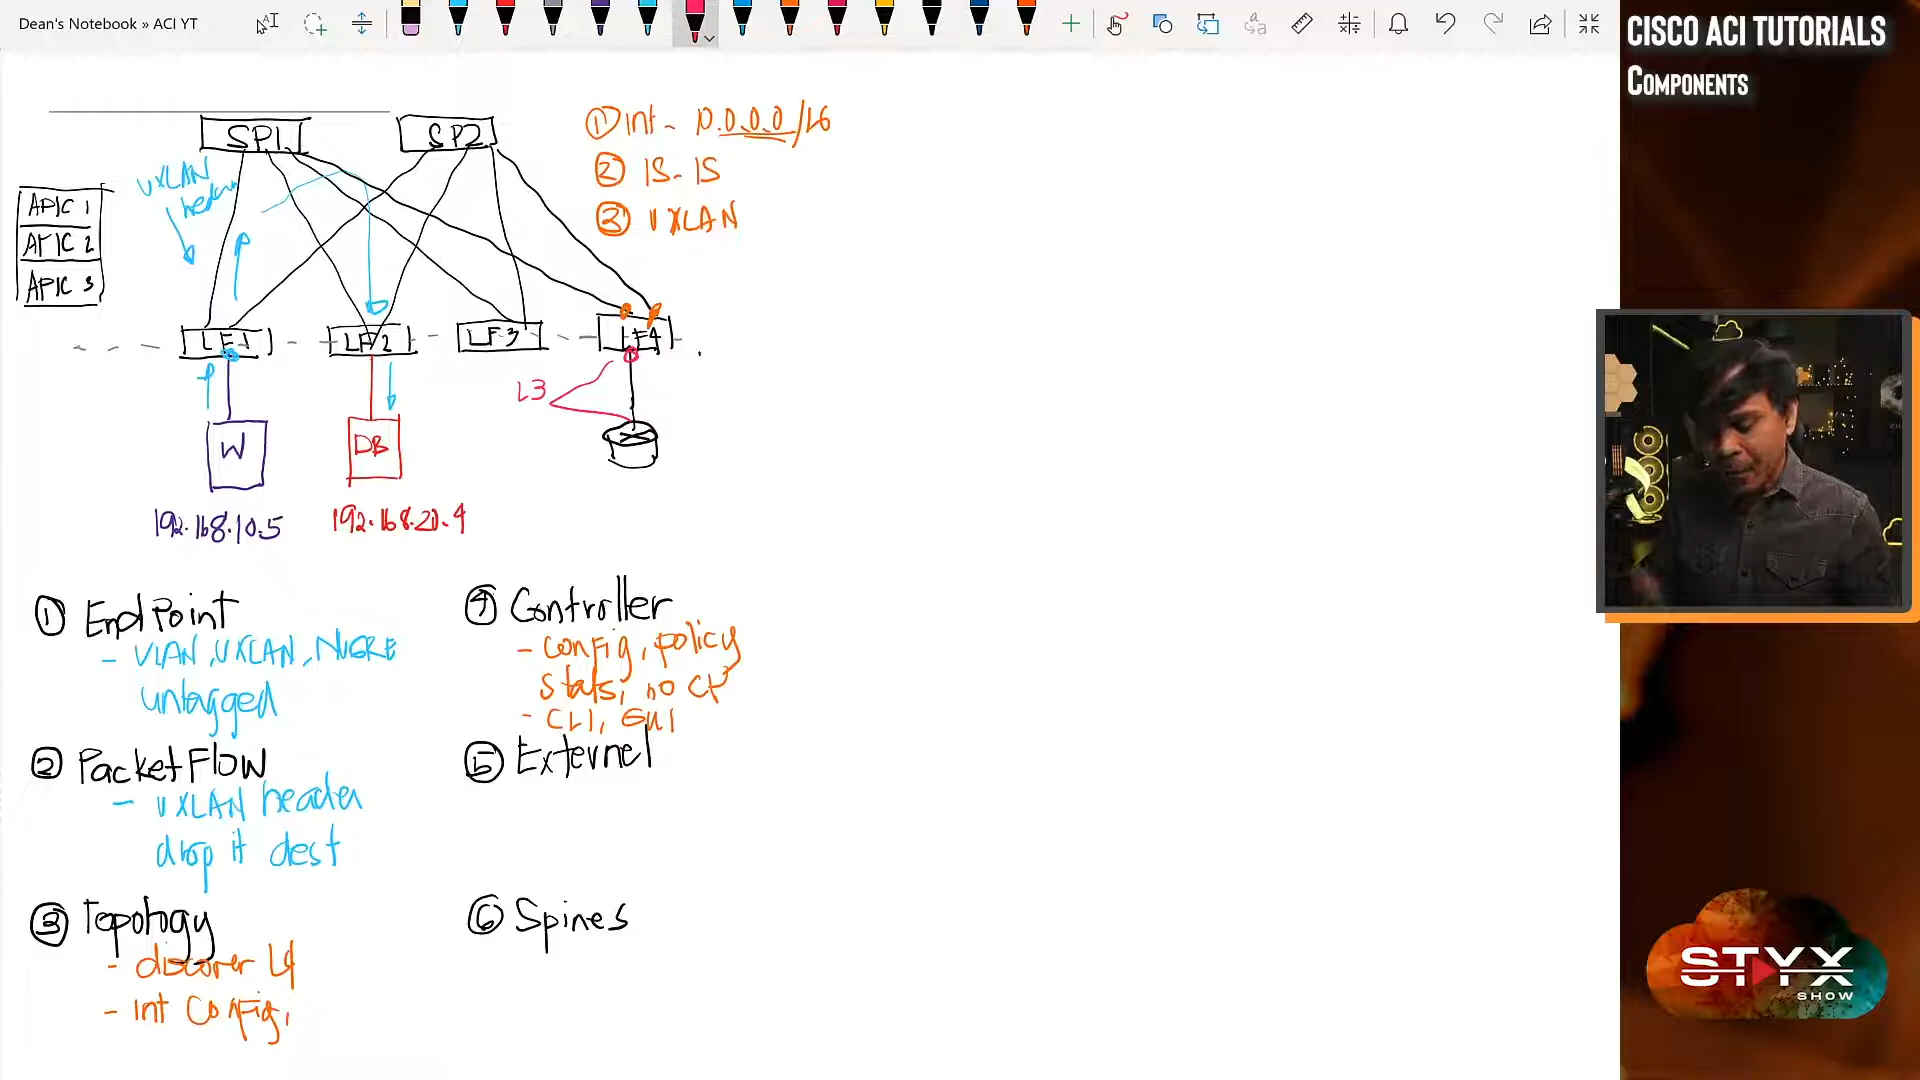 Dean's Notebook » ACI YT
CISCO ACI TUTORIALS
COMPONENTS
SP1
SP2
① Int - 10.0.0.0/16
② IS-IS
③ VXLAN
VXLAN
header
APIC 1
APIC 2
APIC 3
LF1
LF2
LF3
LF4
L3
W
DB
192.168.10.5
192.168.20.4
① EndPoint
- VLAN, VXLAN, NVGRE
untagged
② Packet Flow
- VXLAN header
drop it dest
③ Topology
- discover L4
- int Config,
④ Controller
- Config, policy
stats, no CP
- CLI, GUI
⑤ External
⑥ Spines
STYX
SHOW